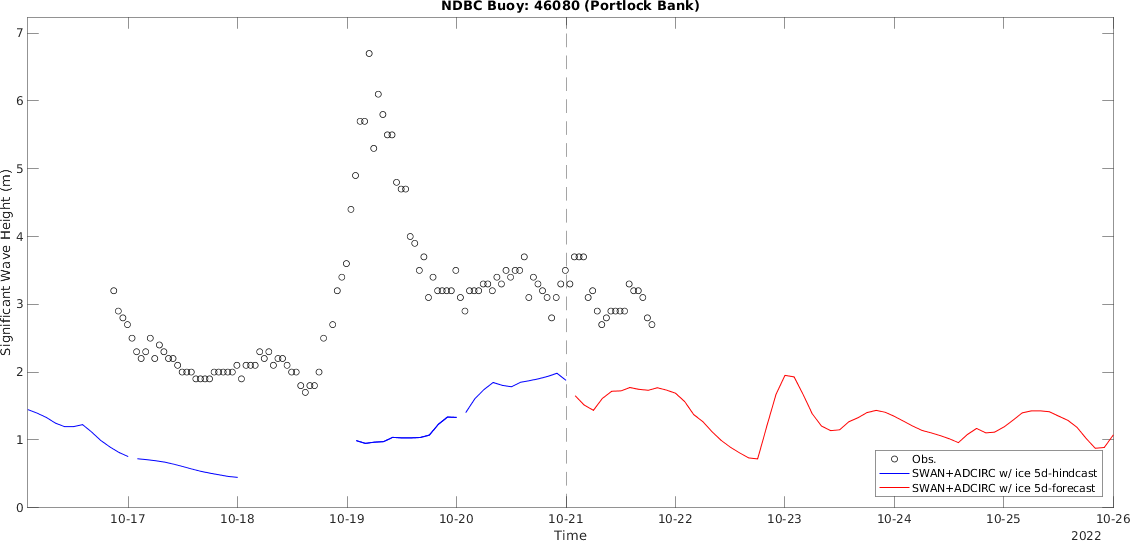 NDBC Buoy: 46080 (Portlock Bank)
7
6
5
4
3
2
1
0
Significant Wave Height (m)
Obs.
SWAN+ADCIRC w/ ice 5d-hindcast
SWAN+ADCIRC w/ ice 5d-forecast
10-17 10-18 10-19 10-20 10-21 10-22 10-23 10-24 10-25 10-26
Time
2022